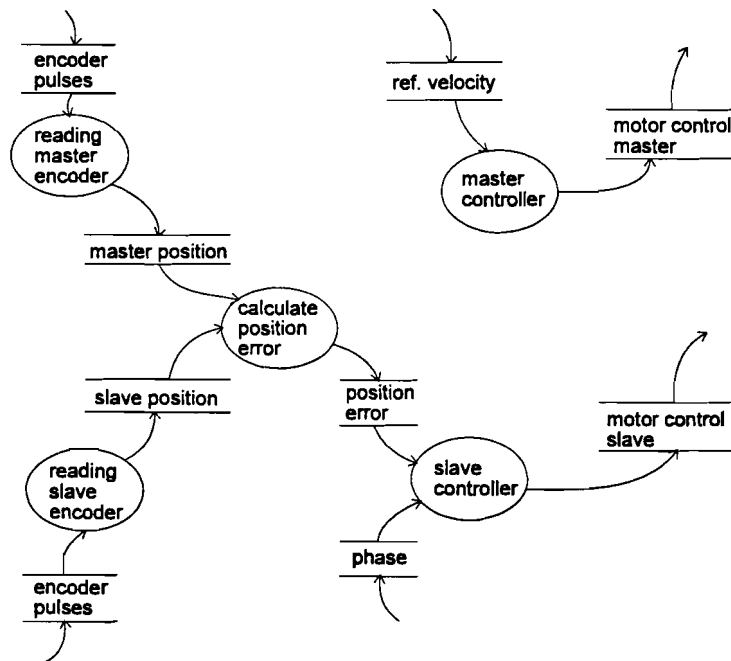 encoder
pulses
reading
master
encoder
master position
ref. velocity
master
controller
motor control
master
calculate
position
error
slave position
position
error
motor control
slave
reading
slave
encoder
slave
controller
phase
encoder
pulses